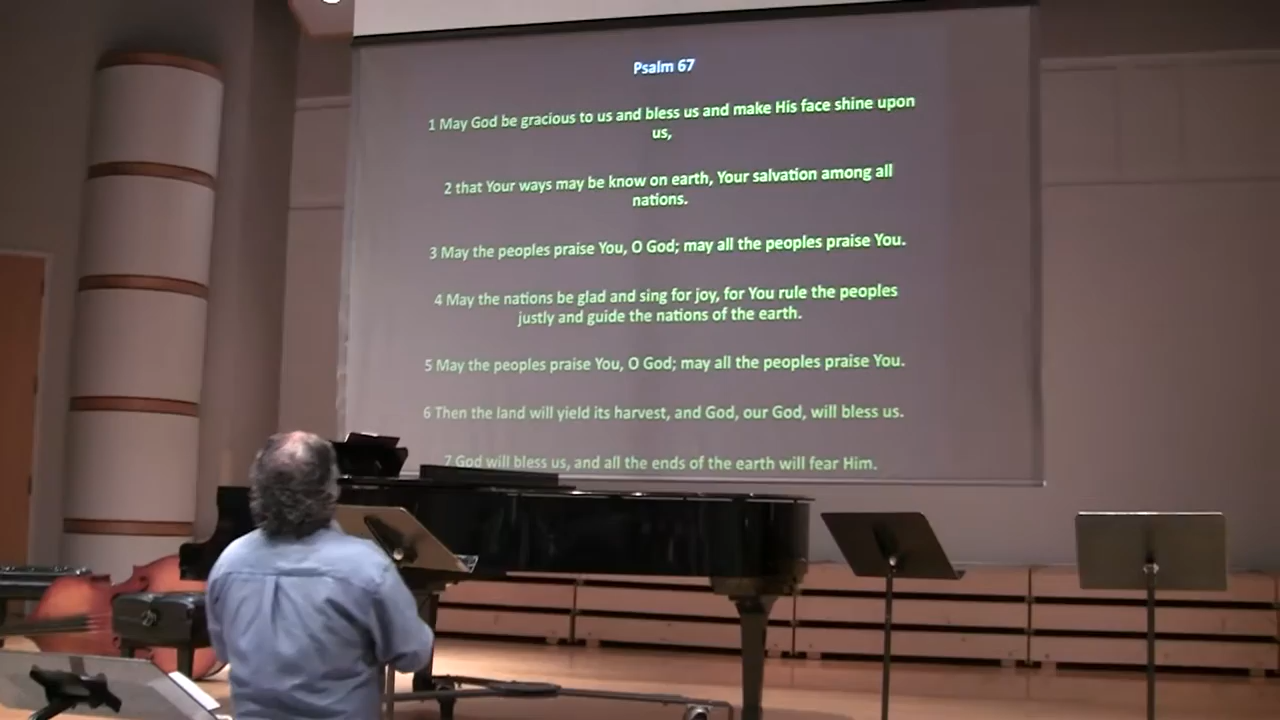 Psalm 67
1 May God be gracious to us and bless us and make His face shine upon
us,
2 that Your ways may be know on earth, Your salvation among all
nations.
3 May the peoples praise You, O God; may all the peoples praise You.
4 May the nations be glad and sing for joy, for You rule the peoples
justly and guide the nations of the earth.
5 May the peoples praise You, O God; may all the peoples praise You.
6 Then the land will yield its harvest, and God, our God, will bless us.
7 God will bless us, and all the ends of the earth will fear Him.